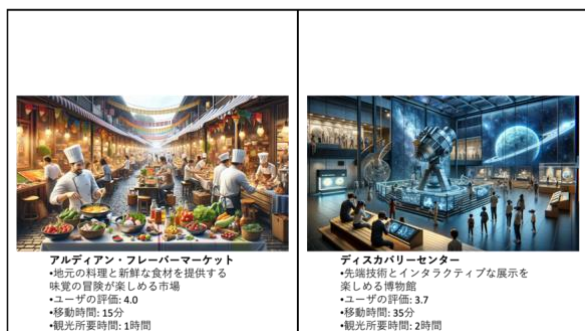 アルディアン・フレーバーマーケット
•地元の料理と新鮮な食材を提供する
味覚の冒険が楽しめる市場
•ユーザの評価: 4.0
•移動時間: 15分
•観光所要時間: 1時間
ディスカバリーセンター
•先端技術とインタラクティブな展示を
楽しめる博物館
•ユーザの評価: 3.7
•移動時間: 35分
•観光所要時間: 2時間